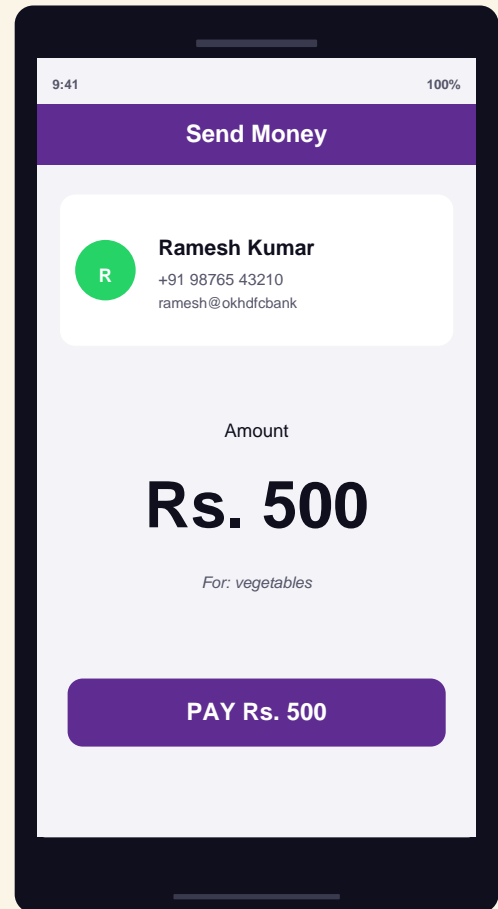 9:41 100%
Send Money
R
Ramesh Kumar
+91 98765 43210
ramesh@okhdfcbank
Amount
Rs. 500
For: vegetables
PAY Rs. 500